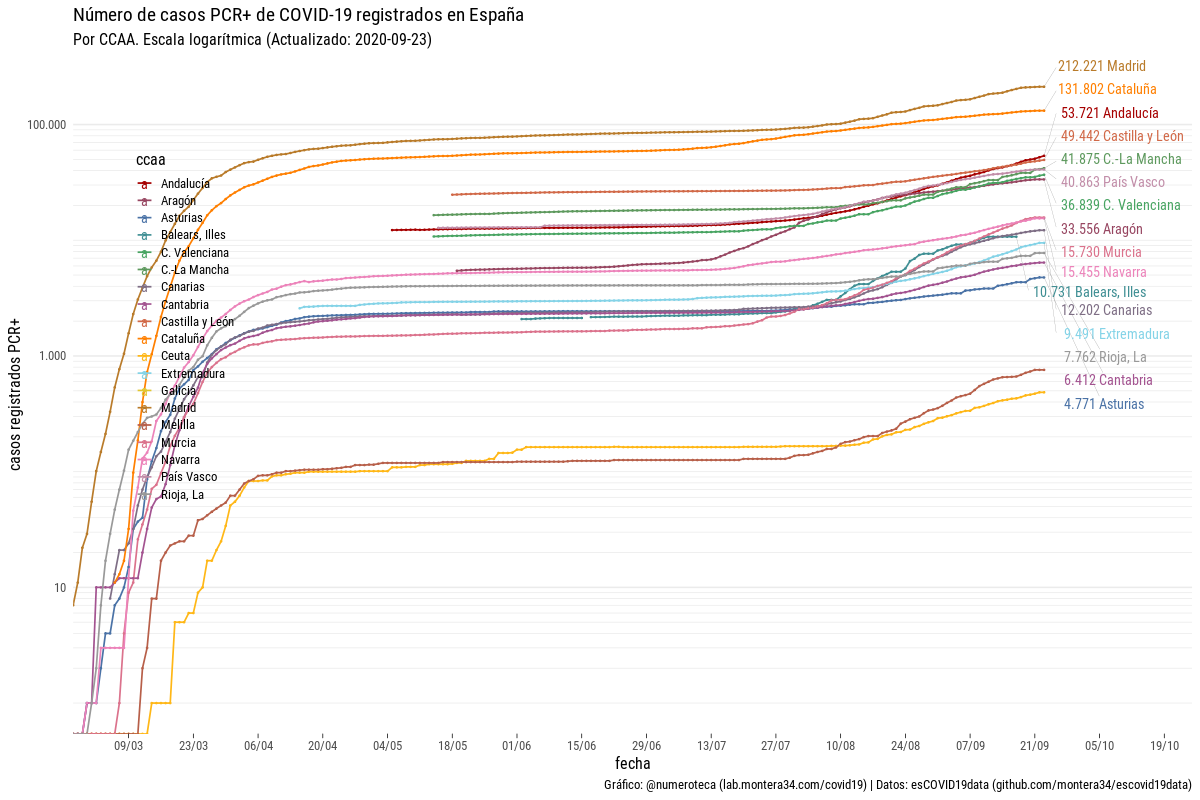 Número de casos PCR+ de COVID-19 registrados en España
Por CCAA. Escala logarítmica (Actualizado: 2020-09-23)
212.221 Madrid
131.802 Cataluña
53.721 Andalucía
49.442 Castilla y León
41.875 C.-La Mancha
40.863 País Vasco
36.839 C. Valenciana
33.556 Aragón
15.730 Murcia
15.455 Navarra
10.731 Balears, Illes
12.202 Canarias
9.491 Extremadura
7.762 Rioja, La
6.412 Cantabria
4.771 Asturias
100.000
1.000
10
casos registrados PCR+
ccaa
a Andalucía
a Aragón
a Asturias
a Balears, Illes
a C. Valenciana
a C.-La Mancha
a Canarias
a Cantabria
a Castilla y León
a Cataluña
a Ceuta
a Extremadura
a Galicia
a Madrid
a Melilla
a Murcia
a Navarra
a País Vasco
a Rioja, La
09/03 23/03 06/04 20/04 04/05 18/05 01/06 15/06 29/06 13/07 27/07 10/08 24/08 07/09 21/09 05/10 19/10
fecha
Gráfico: @numeroteca (lab.montera34.com/covid19) | Datos: esCOVID19data (github.com/montera34/escovid19data)